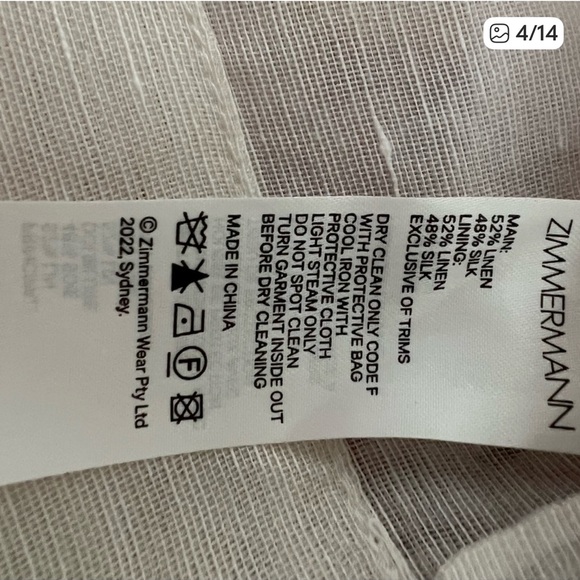 4/14
ZIMMERMANN
MAIN:
52% LINEN
48% SILK
LINING:
52% LINEN
48% SILK
EXCLUSIVE OF TRIMS
DRY CLEAN ONLY CODE F
WITH PROTECTIVE BAG
COOL IRON WITH
PROTECTIVE CLOTH
LIGHT STEAM ONLY
DO NOT SPOT CLEAN
TURN GARMENT INSIDE OUT
BEFORE DRY CLEANING
MADE IN CHINA
F
© Zimmermann Wear Pty Ltd
2022, Sydney.